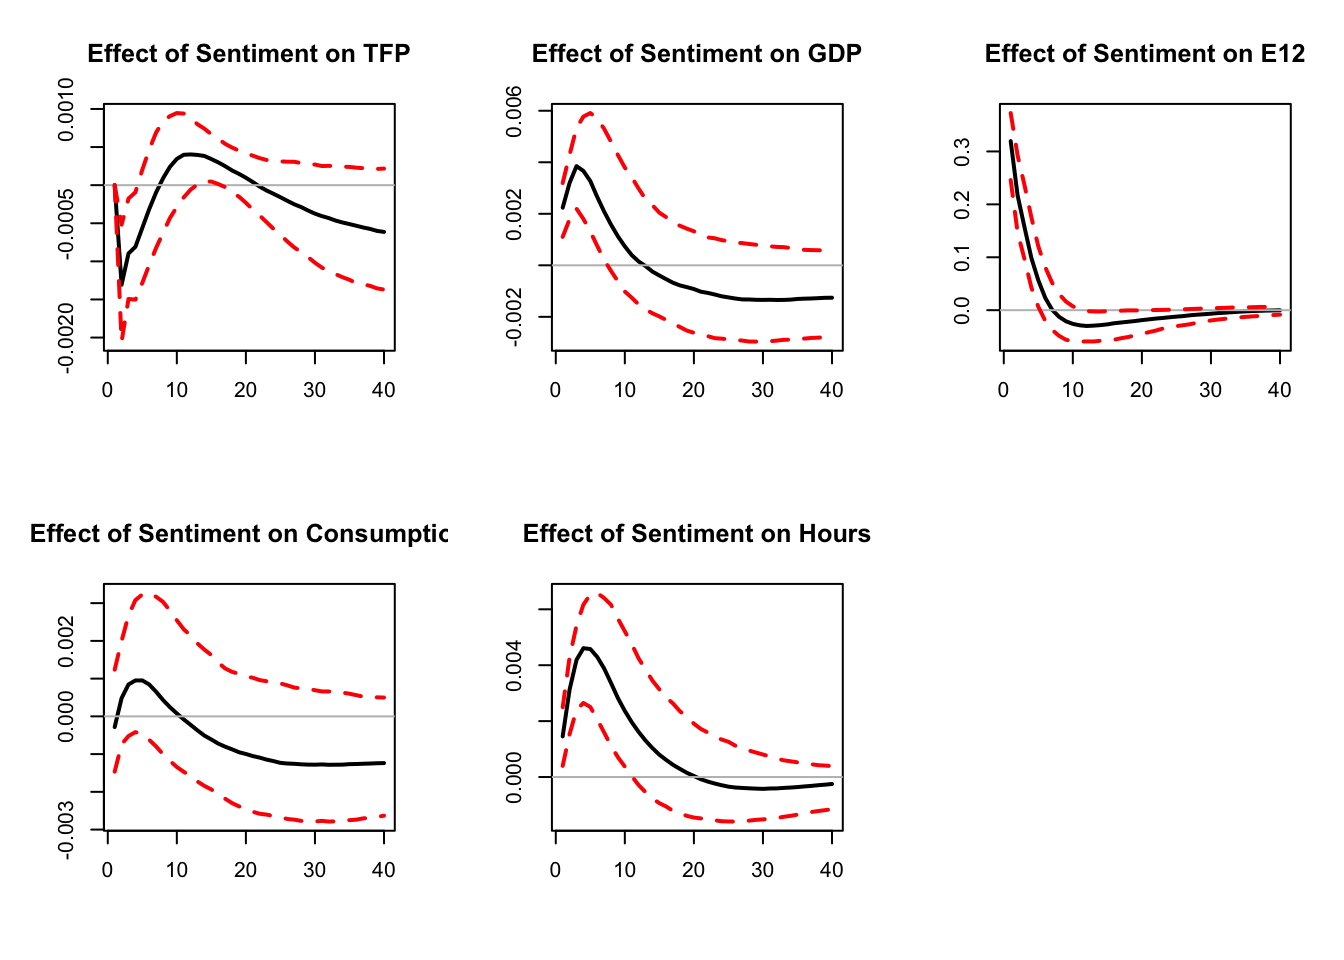 Effect of Sentiment on TFP
0.0010
-0.0005
-0.0020
0 10 20 30 40
Effect of Sentiment on GDP
0.006
0.002
-0.002
0 10 20 30 40
Effect of Sentiment on E12
0.3
0.2
0.1
0.0
0 10 20 30 40
Effect of Sentiment on Consumptic
0.002
0.000
-0.003
0 10 20 30 40
Effect of Sentiment on Hours
0.004
0.000
0 10 20 30 40